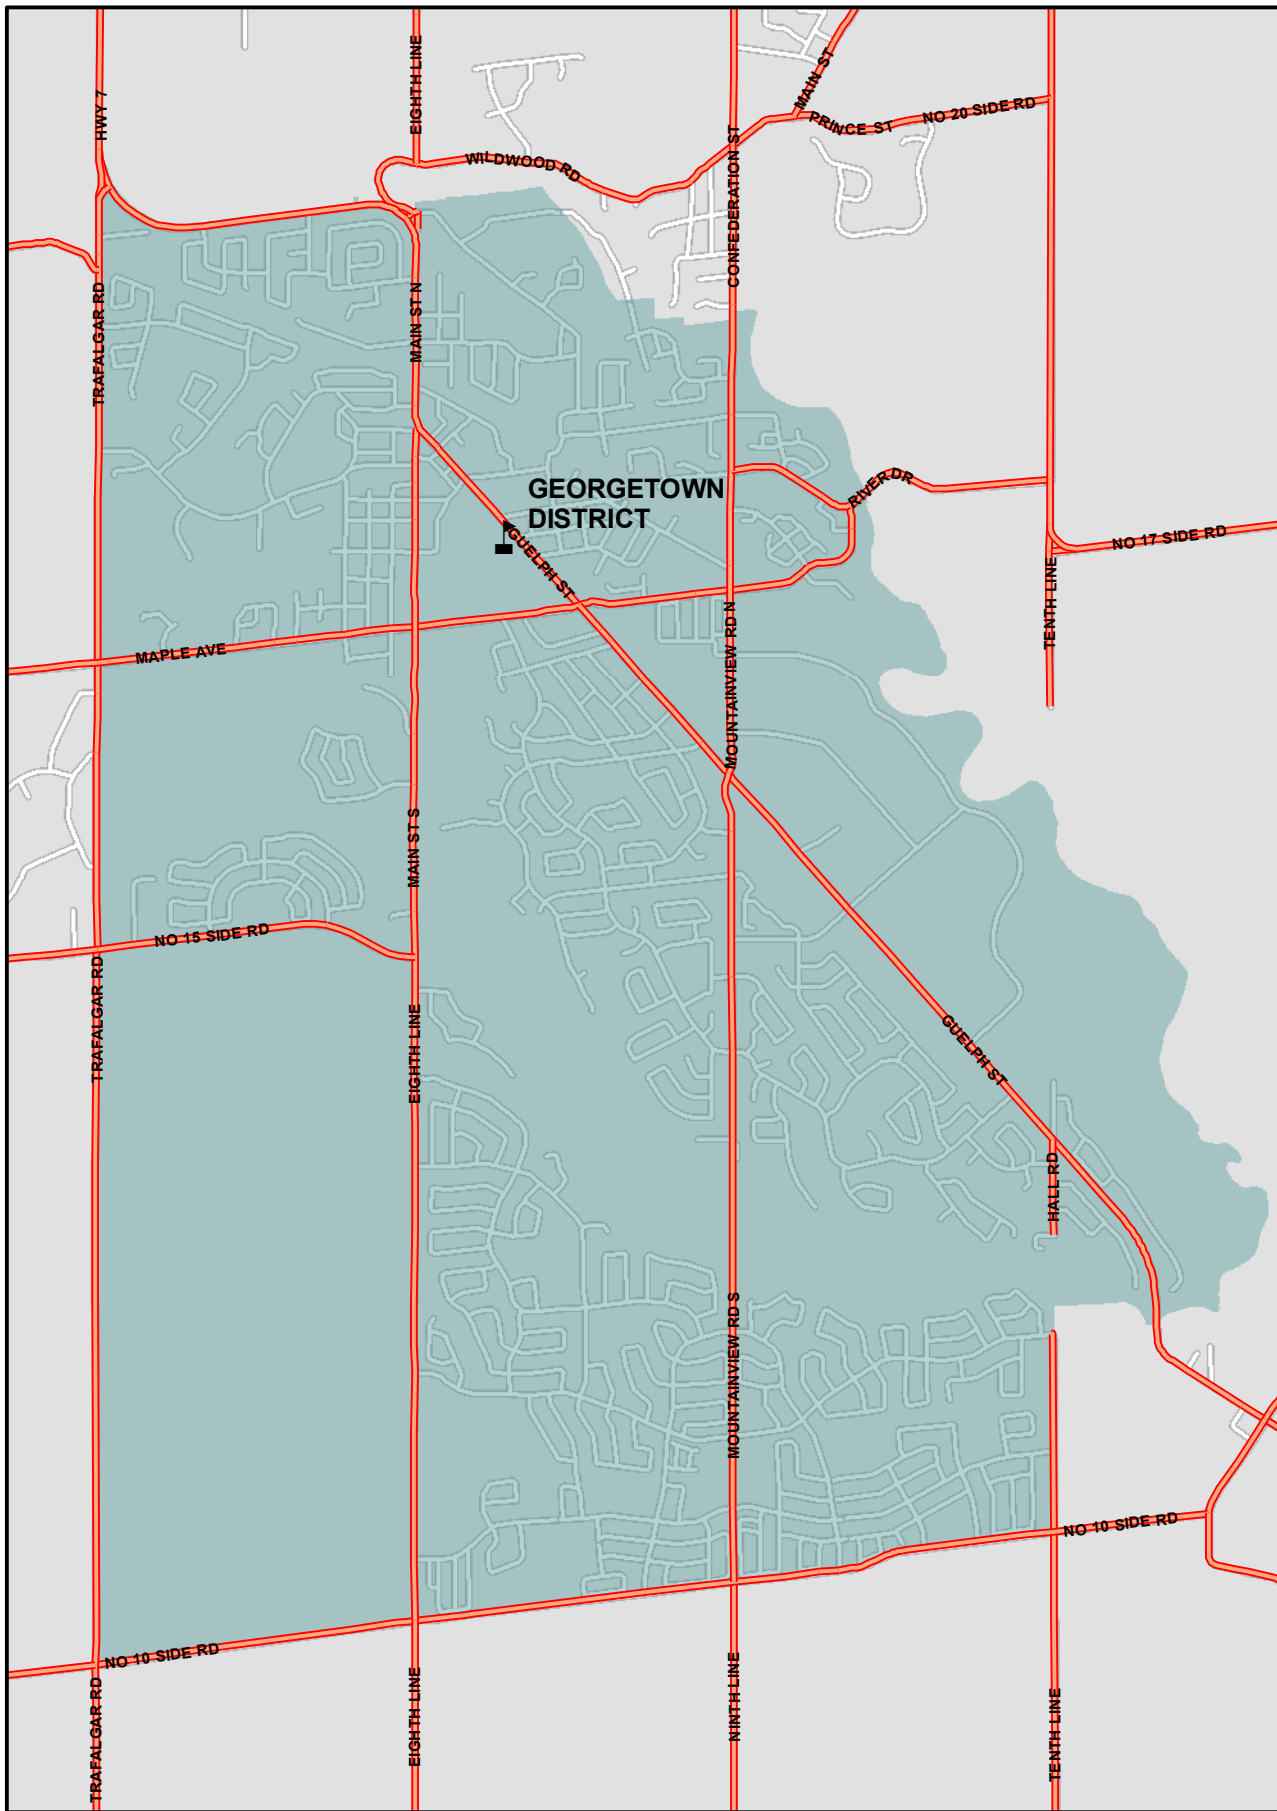 HWY 7
EIGHTH LINE
MAIN ST
PRINCE ST
NO 20 SIDE RD
WILDWOOD RD
CONFEDERATION ST
TRAFALGAR RD
MAIN ST N
RIVER DR
GEORGETOWN
DISTRICT
GUELPH ST
NO 17 SIDE RD
TENTH LINE
MAPLE AVE
MOUNTAINVIEW RD N
MAIN ST S
NO 15 SIDE RD
TRAFALGAR RD
EIGHTH LINE
GUELPH ST
HALL RD
MOUNTAINVIEW RD S
NO 10 SIDE RD
NO 10 SIDE RD
TRAFALGAR RD
EIGHTH LINE
NINTH LINE
TENTH LINE